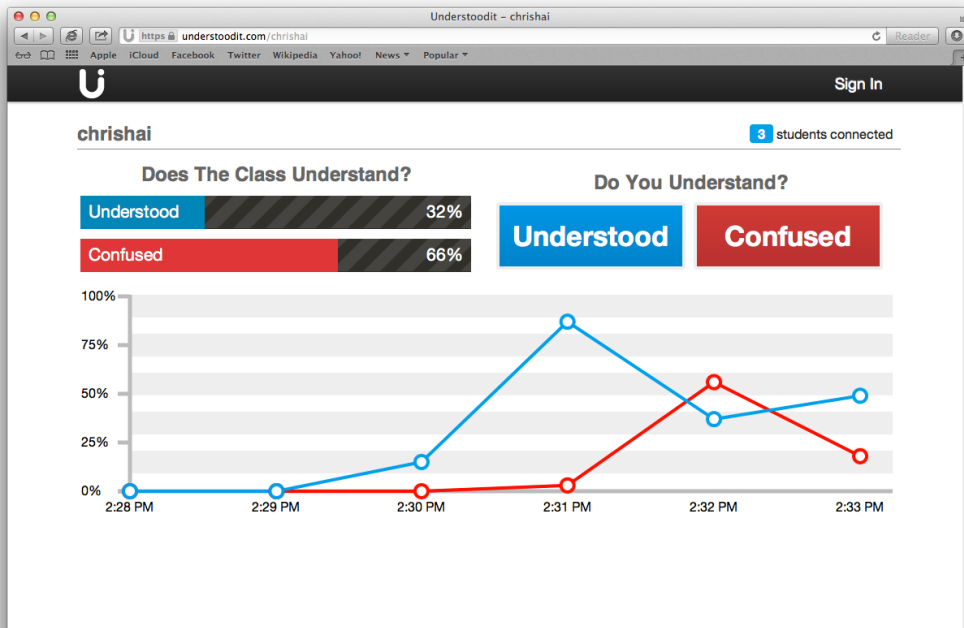 Understoodit – chrishai
https understoodit.com/chrishai
Reader
Apple iCloud Facebook Twitter Wikipedia Yahoo! News Popular
Ui Sign In
chrishai 3 students connected
Does The Class Understand?
Understood 32%
Confused 66%
Do You Understand?
Understood Confused
100%
75%
50%
25%
0%
2:28 PM 2:29 PM 2:30 PM 2:31 PM 2:32 PM 2:33 PM